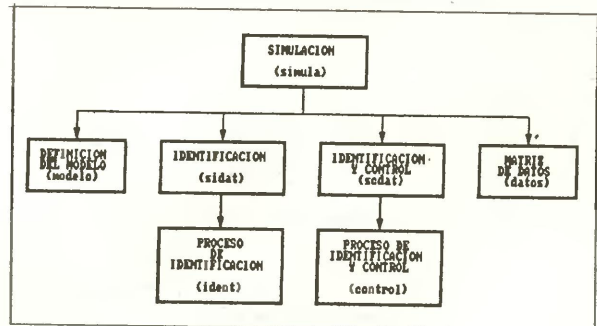 SIMULACION
(simula)
DEFINICION
DEL MODELO
(modelo)
IDENTIFICACION
(sidat)
IDENTIFICACION
Y CONTROL
(scdat)
MATRIZ
DE DATOS
(datos)
PROCESO
DE
IDENTIFICACION
(ident)
PROCESO DE
IDENTIFICACION
Y CONTROL
(control)